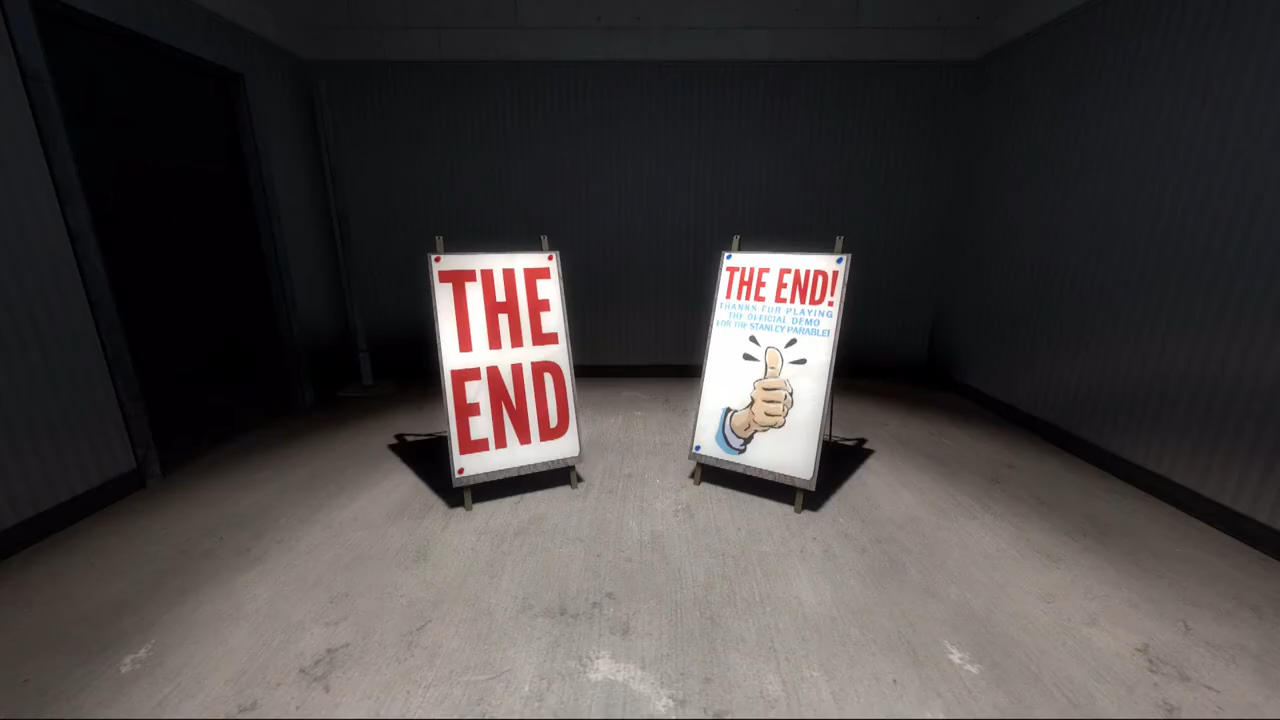 THE
END
THE END!
THANKS FOR PLAYING
THE OFFICIAL DEMO
FOR THE STANLEY PARABLE!